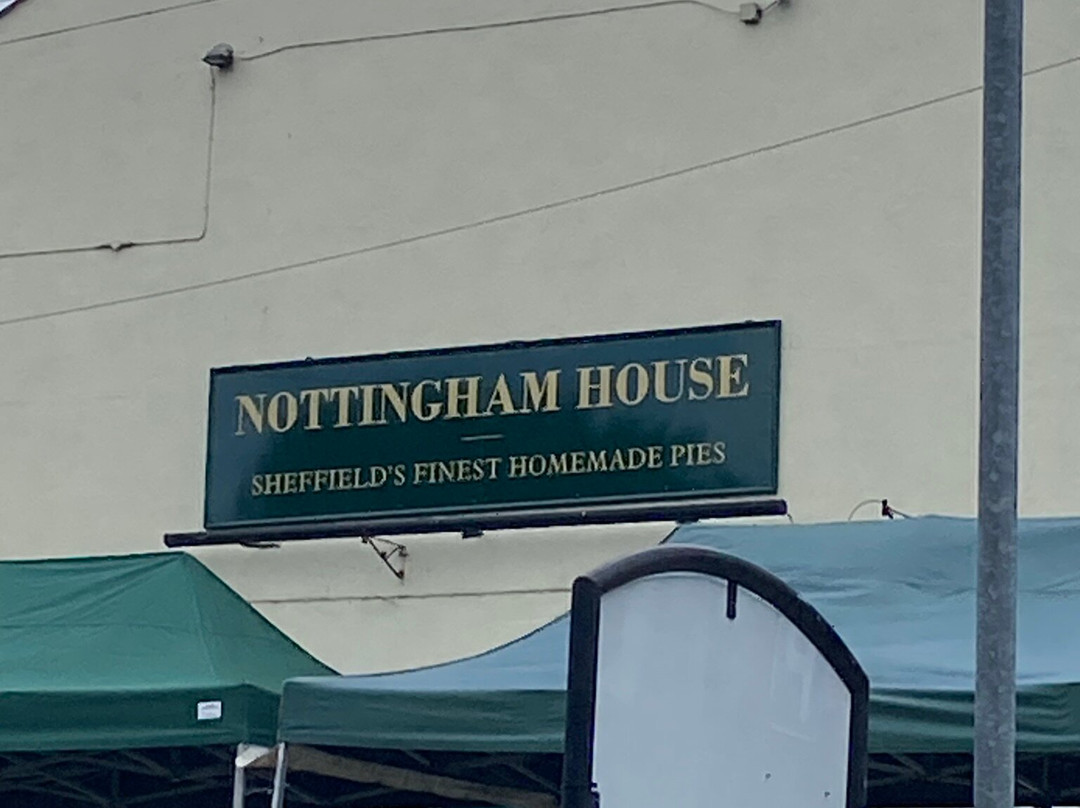 NOTTINGHAM HOUSE
SHEFFIELD'S FINEST HOMEMADE PIES